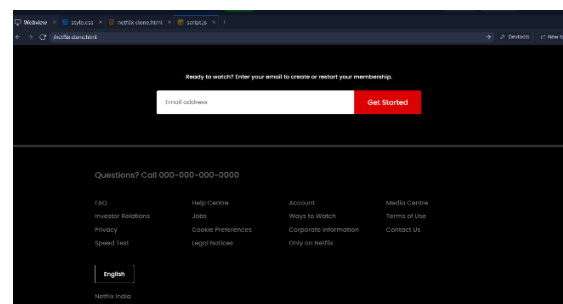 Webview style.css netflix clone.html script.js
/netflix clone.html Devtools New t
Ready to watch? Enter your email to create or restart your membership.
Email address Get Started
Questions? Call 000-000-000-0000
FAQ Help Centre Account Media Centre
Investor Relations Jobs Ways to Watch Terms of Use
Privacy Cookie Preferences Corporate Information Contact Us
Speed Test Legal Notices Only on Netflix
English
Netflix India